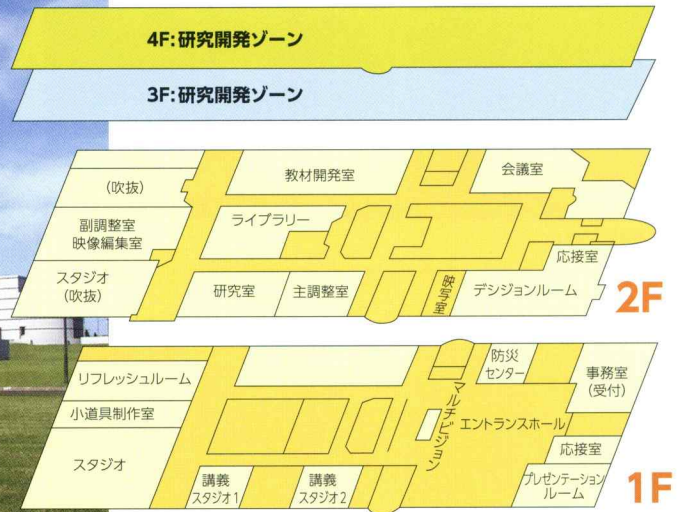 4F:研究開発ゾーン
3F:研究開発ゾーン
教材開発室
会議室
(吹抜)
副調整室
映像編集室
ライブラリー
スタジオ
(吹抜)
研究室
主調整室
映写室
デシジョンルーム
応接室
2F
リフレッシュルーム
小道具制作室
スタジオ
講義
スタジオ1
講義
スタジオ2
マルチビジョン
防災
センター
事務室
(受付)
エントランスホール
応接室
プレゼンテーション
ルーム
1F